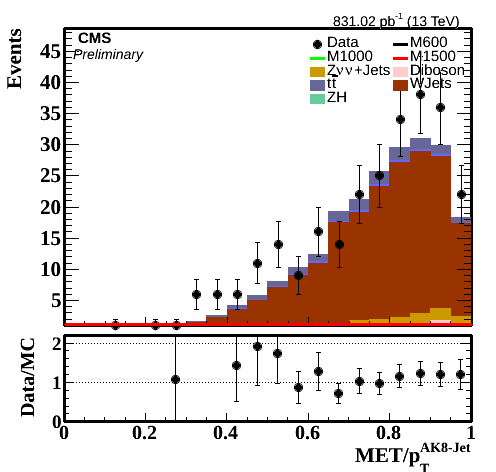 831.02 pb-1 (13 TeV)
CMS
Preliminary
Data
M600
M1000
M1500
Zνν+Jets
Diboson
tt
WJets
ZH
Events
45
40
35
30
25
20
15
10
5
Data/MC
2
1
0
0 0.2 0.4 0.6 0.8 1
MET/pT AK8-Jet